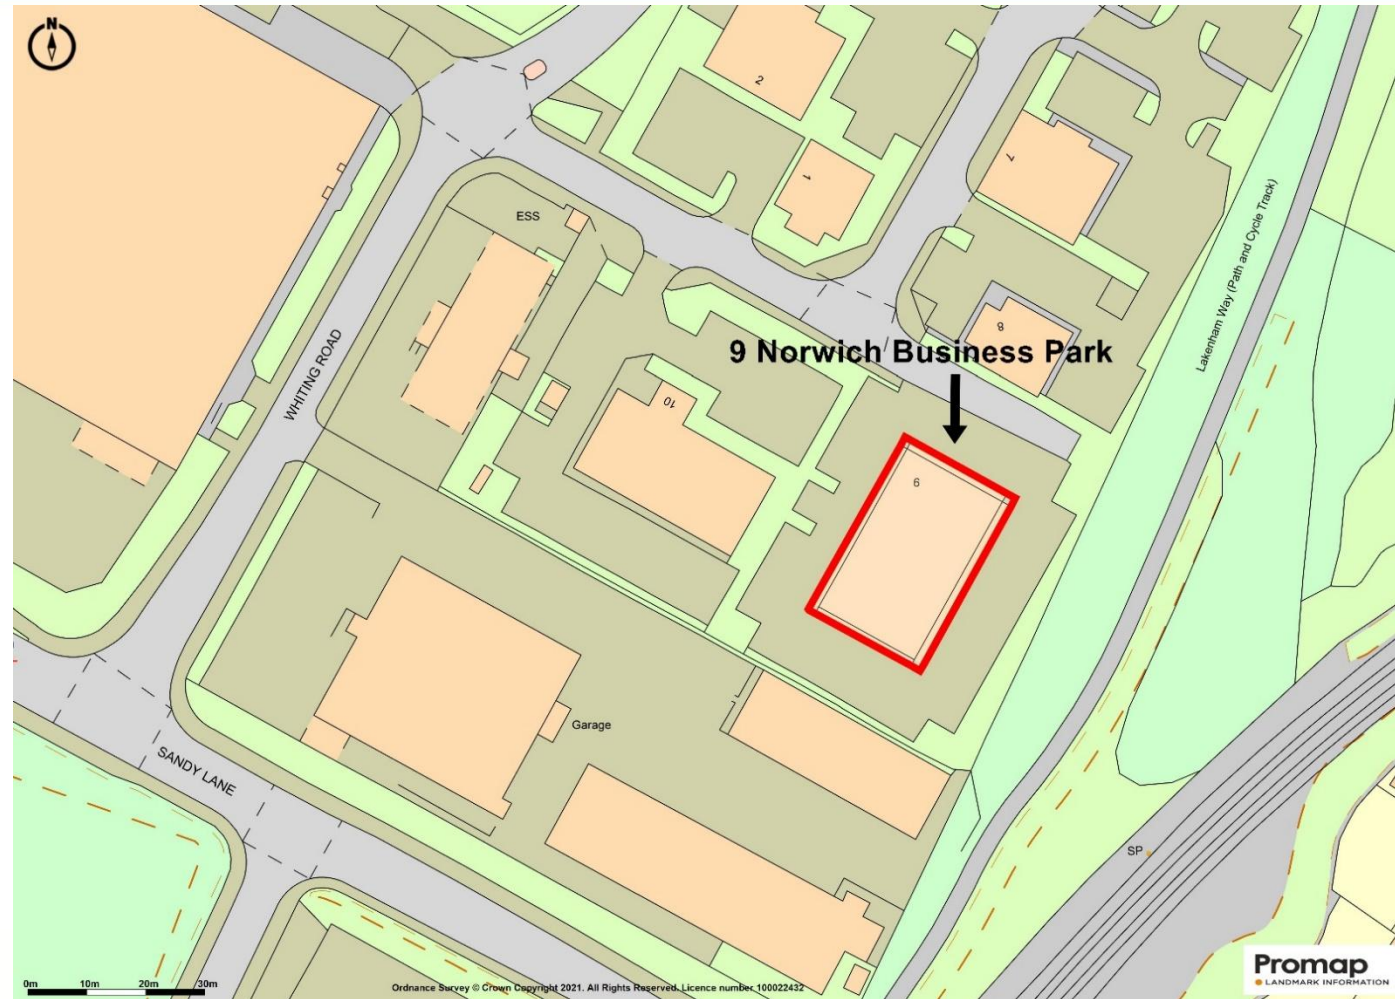 N
2
1
7
ESS
Lakenham Way (Path and Cycle Track)
8
WHITING ROAD
9 Norwich Business Park
10
9
Garage
SANDY LANE
SP
0m 10m 20m 30m
Ordnance Survey © Crown Copyright 2021. All Rights Reserved. Licence number 100022432
Promap
LANDMARK INFORMATION